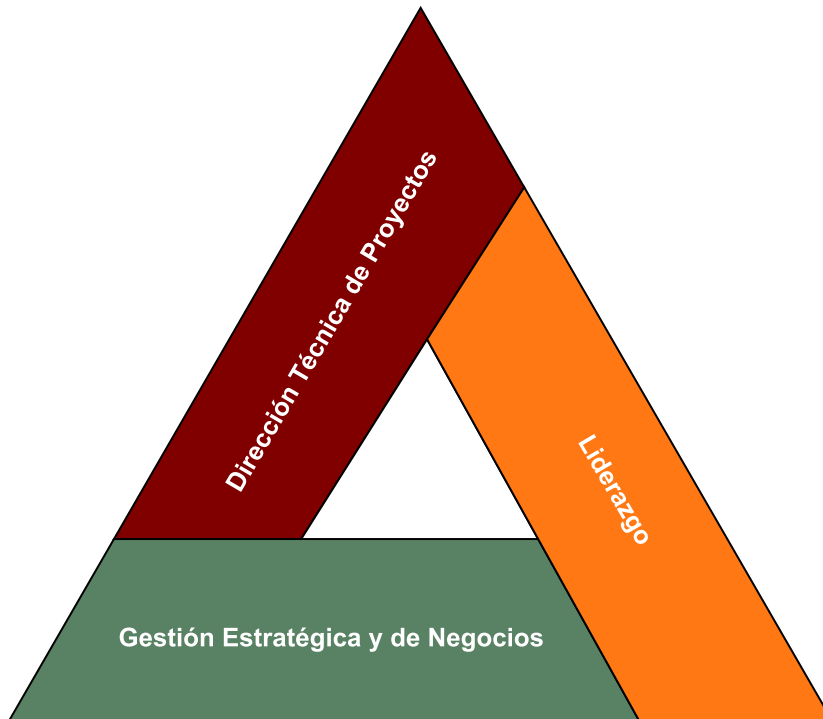 Dirección Técnica de Proyectos
Liderazgo
Gestión Estratégica y de Negocios